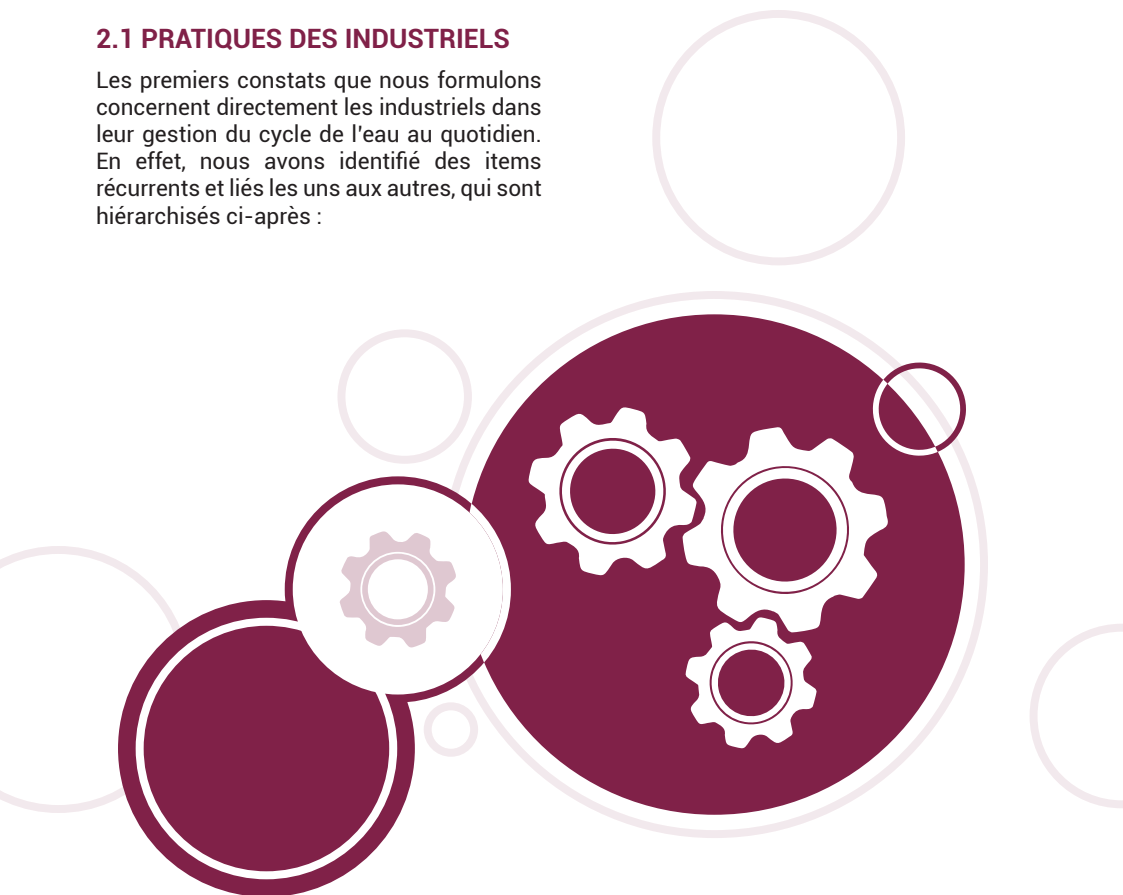 2.1 PRATIQUES DES INDUSTRIELS
Les premiers constats que nous formulons
concernent directement les industriels dans
leur gestion du cycle de l'eau au quotidien.
En effet, nous avons identifié des items
récurrents et liés les uns aux autres, qui sont
hiérarchisés ci-après :